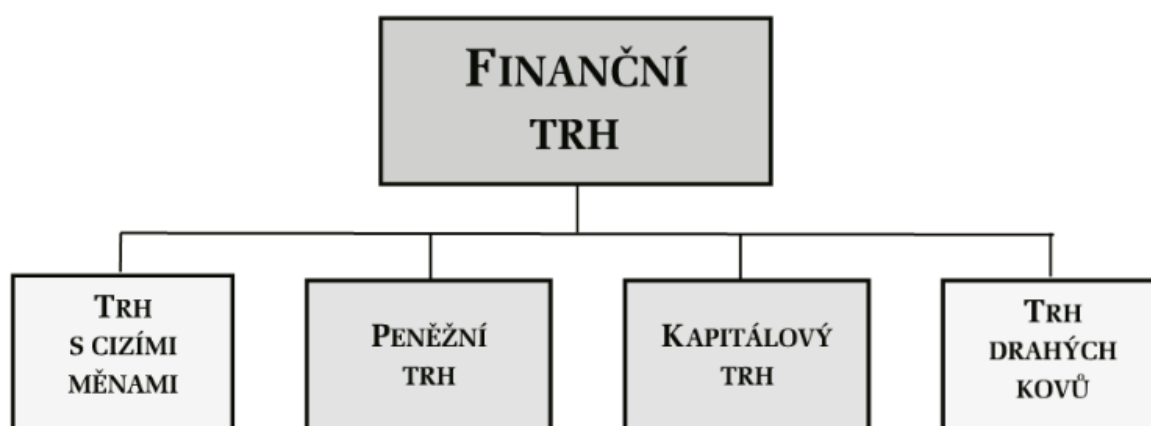 FINANČNÍ
TRH
TRH
S CIZÍMI
MĚNAMI
PENĚŽNÍ
TRH
KAPITÁLOVÝ
TRH
TRH
DRAHÝCH
KOVŮ